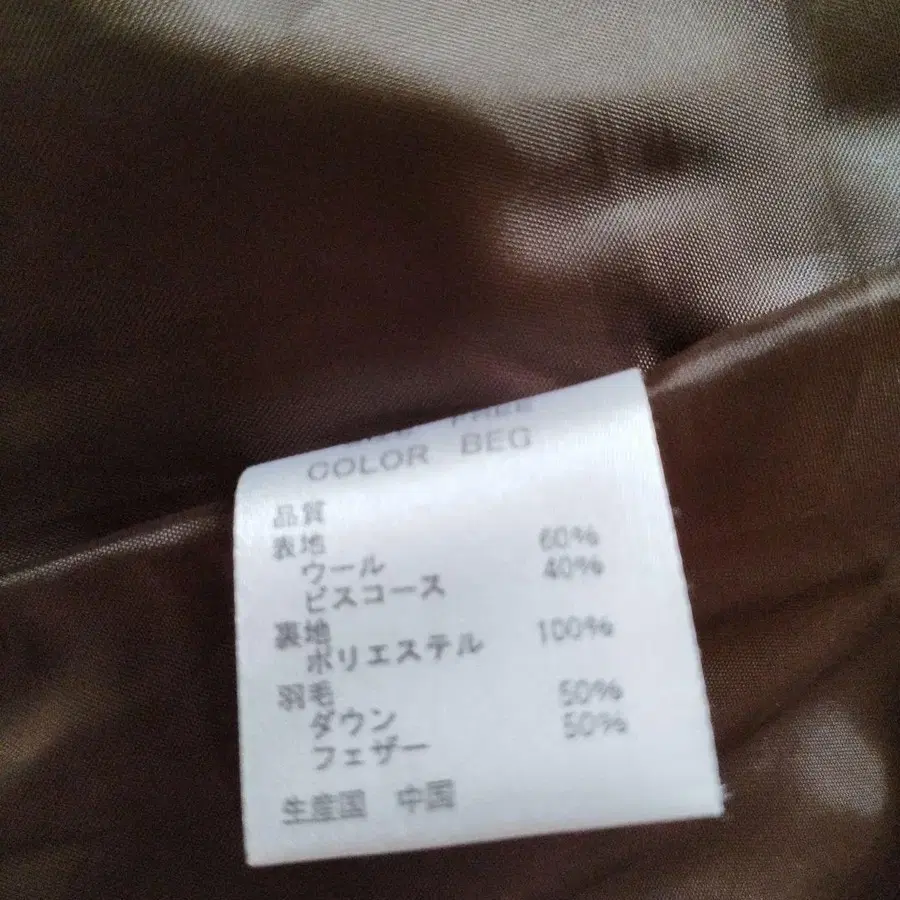 FREE
COLOR BEG
品質
表地
ウール 60%
ビスコース 40%
裏地
ポリエステル 100%
羽毛
ダウン 50%
フェザー 50%
生産国 中国